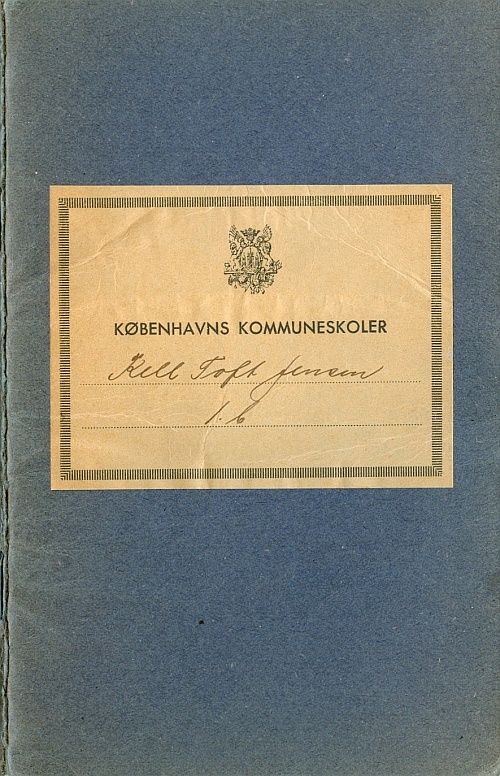 KØBENHAVNS KOMMUNESKOLER
Kell Toft Jensen
1. b